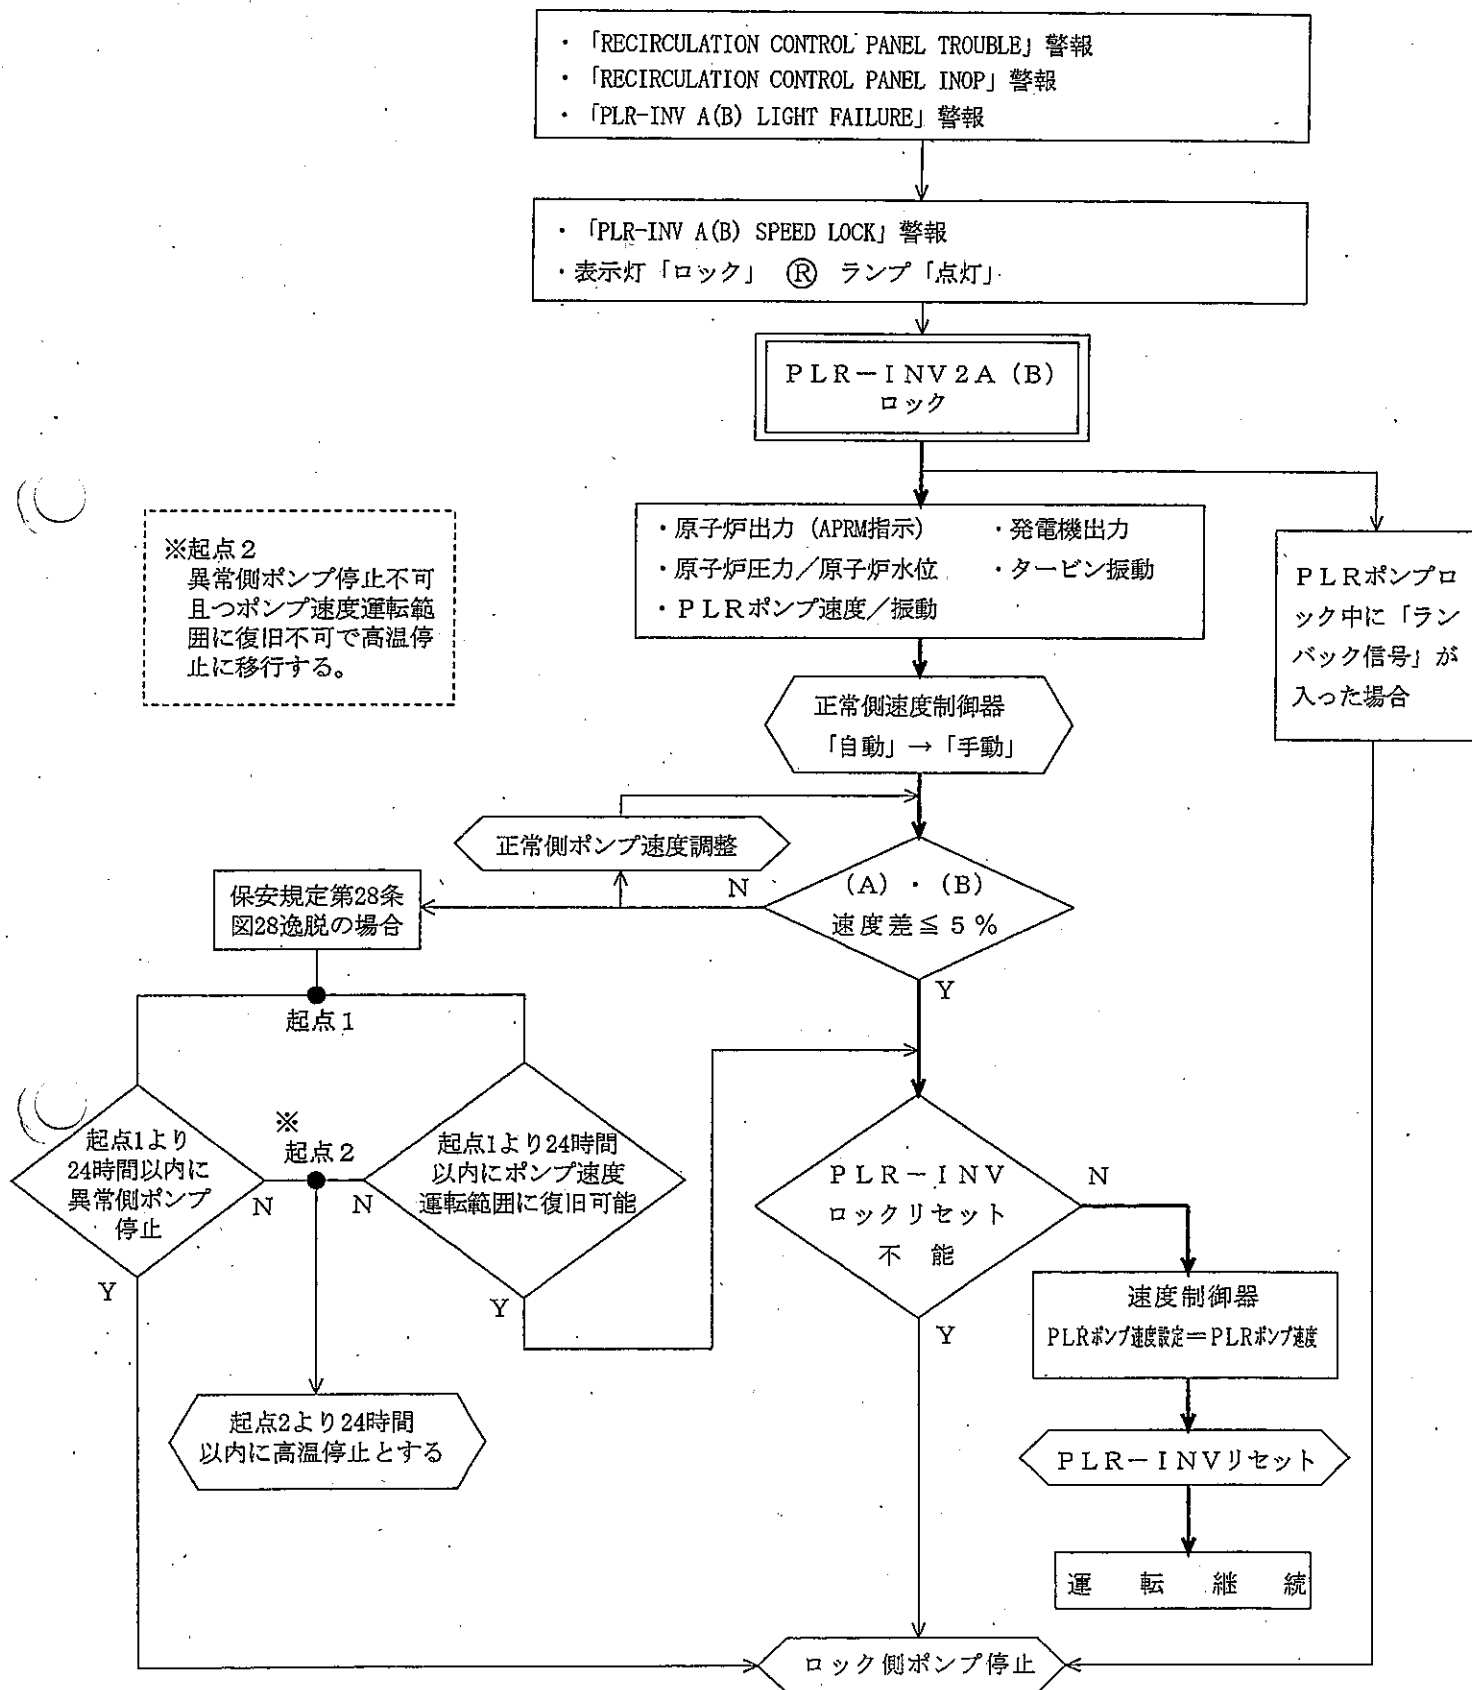 ・「RECIRCULATION CONTROL PANEL TROUBLE」警報
・「RECIRCULATION CONTROL PANEL INOP」警報
・「PLR-INV A(B) LIGHT FAILURE」警報
・「PLR-INV A(B) SPEED LOCK」警報
・表示灯「ロック」 Ⓡ ランプ「点灯」
PLR－INV2A（B）
ロック
※起点２
異常側ポンプ停止不可
且つポンプ速度運転範
囲に復旧不可で高温停
止に移行する。
・原子炉出力（APRM指示） ・発電機出力
・原子炉圧力／原子炉水位 ・タービン振動
・ＰＬＲポンプ速度／振動
ＰＬＲポンプロ
ック中に「ラン
バック信号」が
入った場合
正常側速度制御器
「自動」→「手動」
正常側ポンプ速度調整
N
（A）・（B）
速度差≦５％
Y
保安規定第28条
図28逸脱の場合
起点１
起点1より
24時間以内に
異常側ポンプ
停止
N
Y
※
起点２
起点1より24時間
以内にポンプ速度
運転範囲に復旧可能
N
Y
ＰＬＲ－ＩＮＶ
ロックリセット
不　能
N
Y
速度制御器
PLRポンプ速度設定＝PLRポンプ速度
起点2より24時間
以内に高温停止とする
ＰＬＲ－ＩＮＶリセット
運　転　継　続
ロック側ポンプ停止